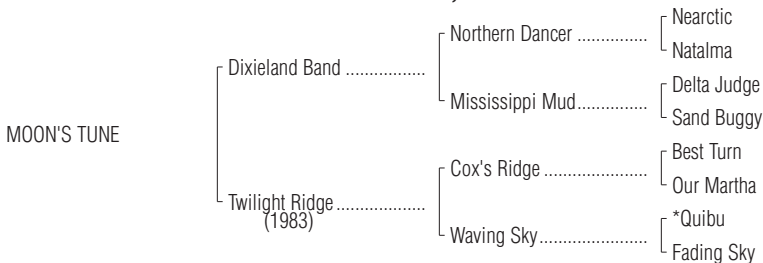 Nearctic
Northern Dancer ...............
Natalma
Dixieland Band .................
Delta Judge
Mississippi Mud...............
Sand Buggy
MOON'S TUNE
Best Turn
Cox's Ridge ......................
Our Martha
Twilight Ridge ...................
(1983)
*Quibu
Waving Sky.......................
Fading Sky